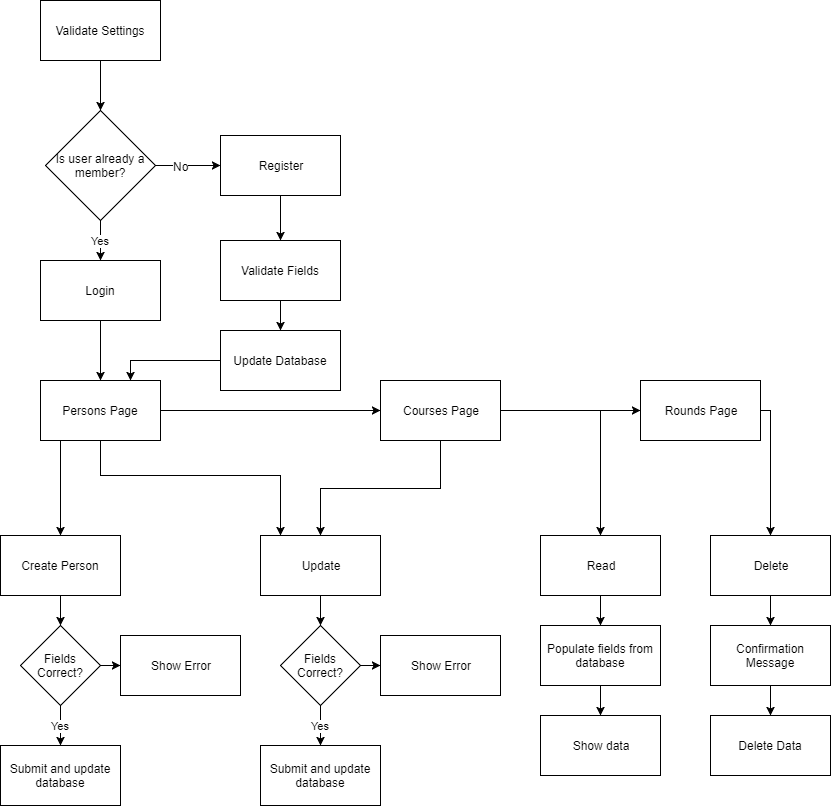 Validate Settings
Is user already a
member?
No
Register
Yes
Validate Fields
Login
Update Database
Persons Page
Courses Page
Rounds Page
Create Person
Update
Read
Delete
Fields
Correct?
Show Error
Fields
Correct?
Show Error
Populate fields from
database
Confirmation
Message
Yes
Yes
Submit and update
database
Submit and update
database
Show data
Delete Data